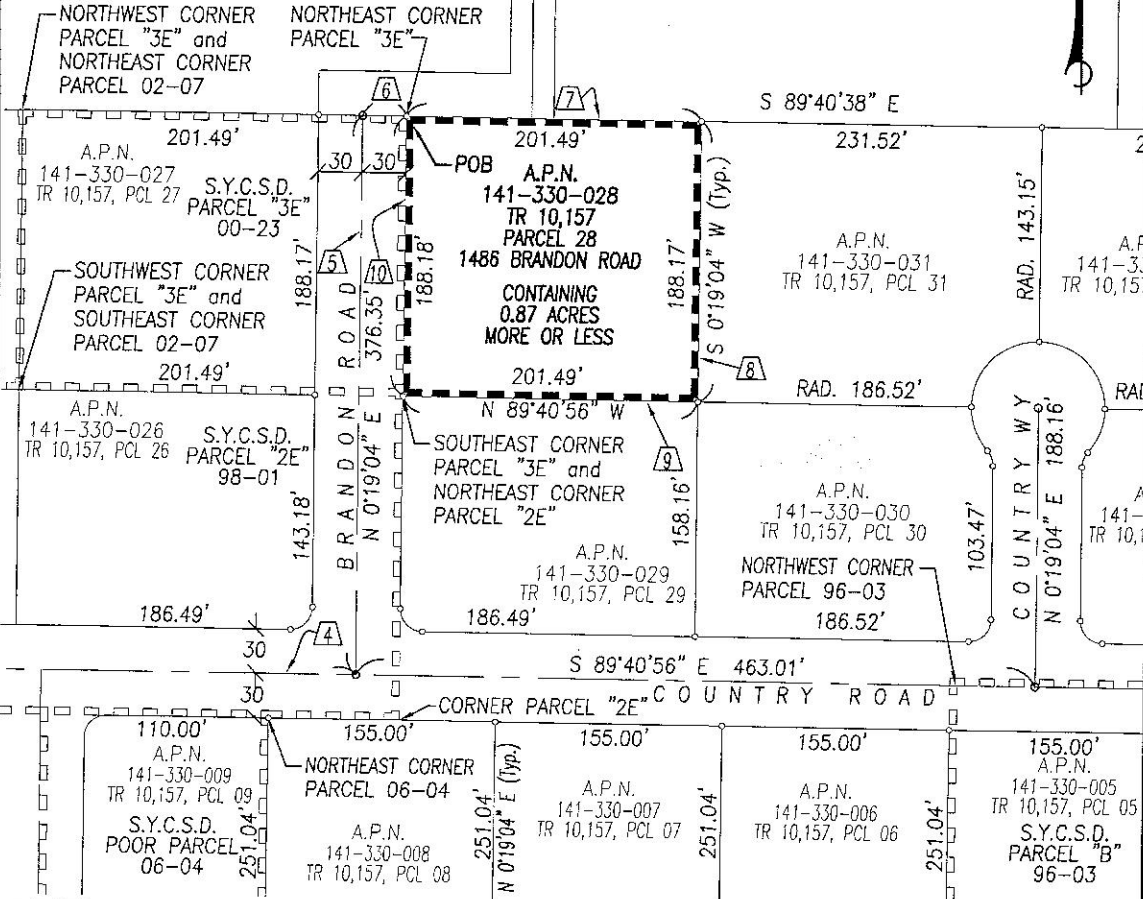 NORTHWEST CORNER
PARCEL "3E" and
NORTHEAST CORNER
PARCEL 02-07
NORTHEAST CORNER
PARCEL "3E"
6
7
S 89°40'38" E
201.49'
201.49'
231.52'
2
30
30
POB
A.P.N.
141-330-027
TR 10,157, PCL 27
S.Y.C.S.D.
PARCEL "3E"
00-23
A.P.N.
141-330-028
TR 10,157
PARCEL 28
1486 BRANDON ROAD
CONTAINING
0.87 ACRES
MORE OR LESS
S 0°19'04" W (Typ.)
RAD. 143.15'
A.P.N.
141-330-031
TR 10,157, PCL 31
A.P
141-3
TR 10,157
5
10
188.17'
188.18'
188.17'
376.35'
SOUTHWEST CORNER
PARCEL "3E" and
SOUTHEAST CORNER
PARCEL 02-07
201.49'
201.49'
8
RAD. 186.52'
RAD
N 89°40'56" W
A.P.N.
141-330-026
TR 10,157, PCL 26
S.Y.C.S.D.
PARCEL "2E"
98-01
BRANDON ROAD
N 0°19'04" E
SOUTHEAST CORNER
PARCEL "3E" and
NORTHEAST CORNER
PARCEL "2E"
9
143.18'
158.16'
A.P.N.
141-330-030
TR 10,157, PCL 30
103.47'
COUNTRY WY
N 0°19'04" E 188.16'
A
141-
TR 10,1
A.P.N.
141-330-029
TR 10,157, PCL 29
NORTHWEST CORNER
PARCEL 96-03
186.49'
186.49'
186.52'
4
30
30
S 89°40'56" E 463.01'
COUNTRY ROAD
CORNER PARCEL "2E"
110.00'
155.00'
155.00'
155.00'
155.00'
A.P.N.
141-330-009
TR 10,157, PCL 09
S.Y.C.S.D.
POOR PARCEL
06-04
251.04'
NORTHEAST CORNER
PARCEL 06-04
A.P.N.
141-330-008
TR 10,157, PCL 08
251.04'
N 0°19'04" E (Typ.)
A.P.N.
141-330-007
TR 10,157, PCL 07
251.04'
A.P.N.
141-330-006
TR 10,157, PCL 06
251.04'
A.P.N.
141-330-005
TR 10,157, PCL 05
S.Y.C.S.D.
PARCEL "B"
96-03